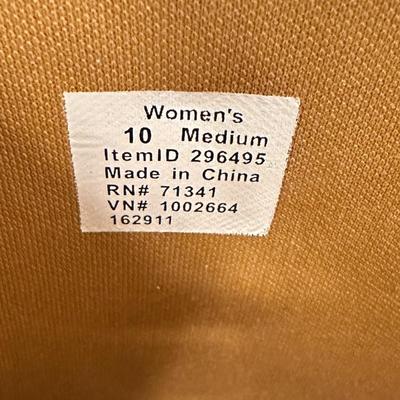 Women's
10 Medium
ItemID 296495
Made in China
RN# 71341
VN# 1002664
162911